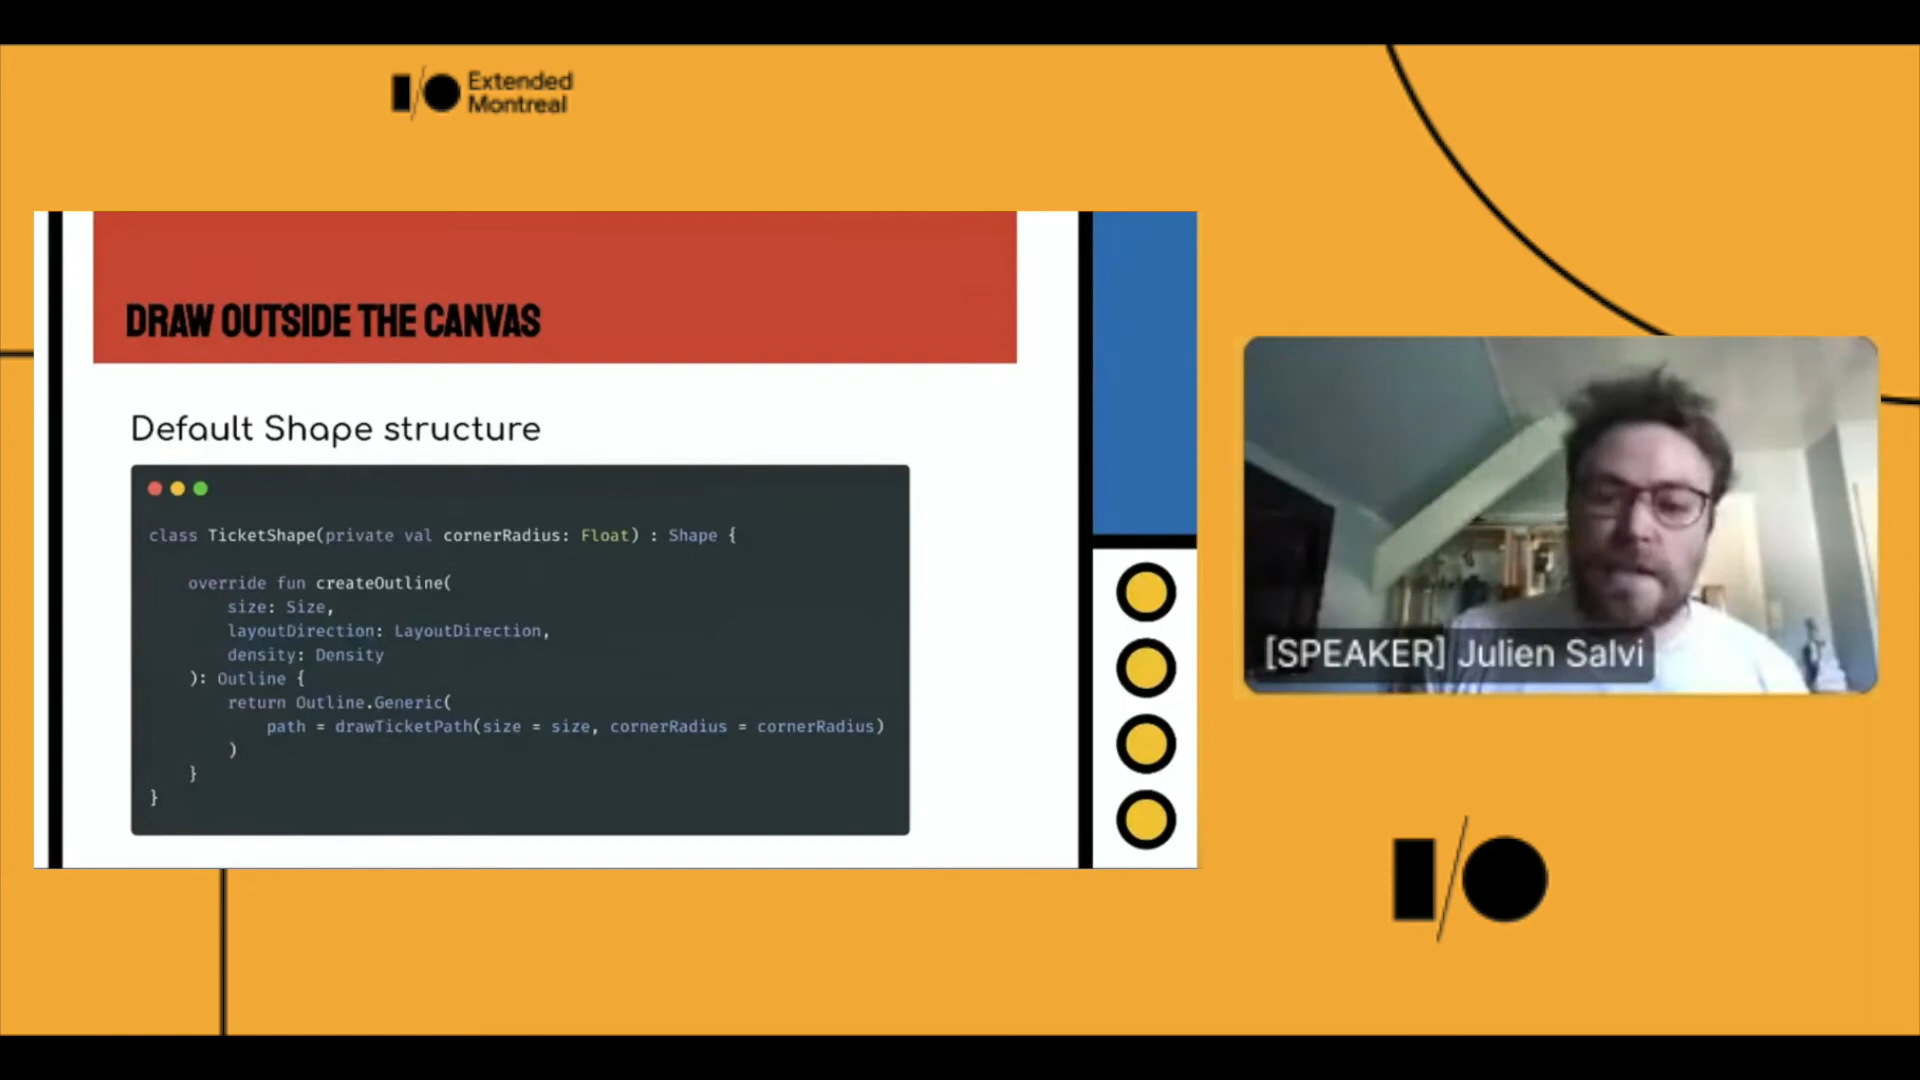 I/O Extended
Montreal
DRAW OUTSIDE THE CANVAS
Default Shape structure
class TicketShape(private val cornerRadius: Float) : Shape {
    override fun createOutline(
        size: Size,
        layoutDirection: LayoutDirection,
        density: Density
    ): Outline {
        return Outline.Generic(
            path = drawTicketPath(size = size, cornerRadius = cornerRadius)
        )
    }
}
[SPEAKER] Julien Salvi
I/O